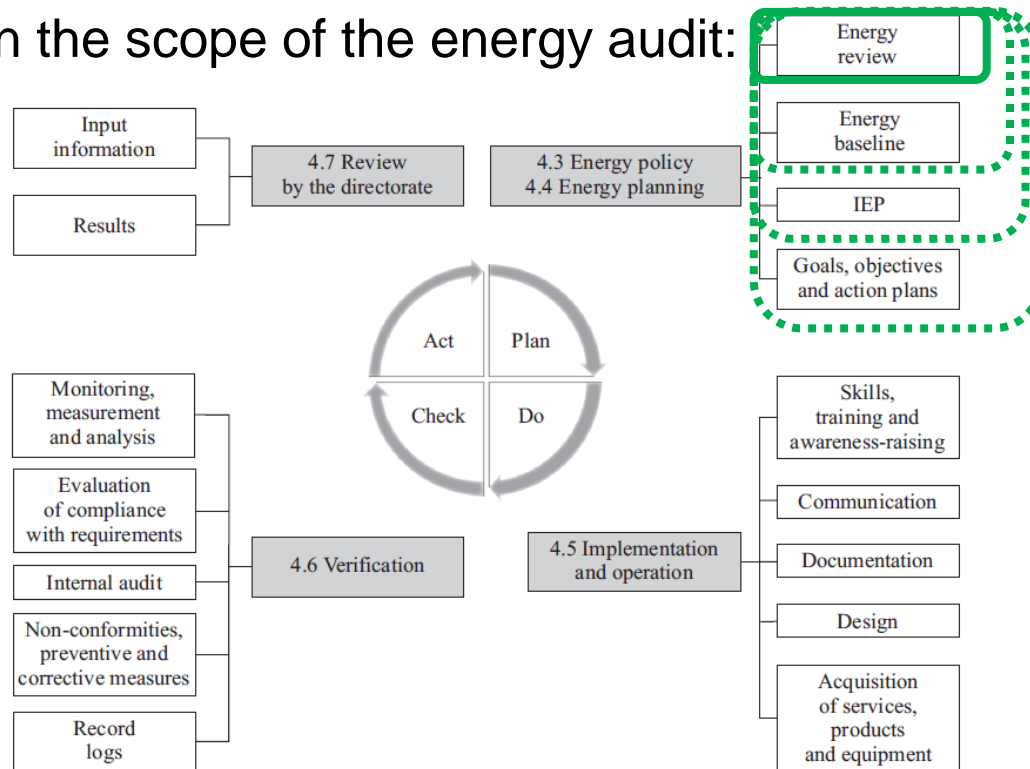 n the scope of the energy audit:
Energy
review
Energy
baseline
IEP
Goals, objectives
and action plans
Input
information
Results
4.7 Review
by the directorate
4.3 Energy policy
4.4 Energy planning
Act
Plan
Check
Do
Monitoring,
measurement
and analysis
Evaluation
of compliance
with requirements
Internal audit
Non-conformities,
preventive and
corrective measures
Record
logs
4.6 Verification
4.5 Implementation
and operation
Skills,
training and
awareness-raising
Communication
Documentation
Design
Acquisition
of services,
products
and equipment